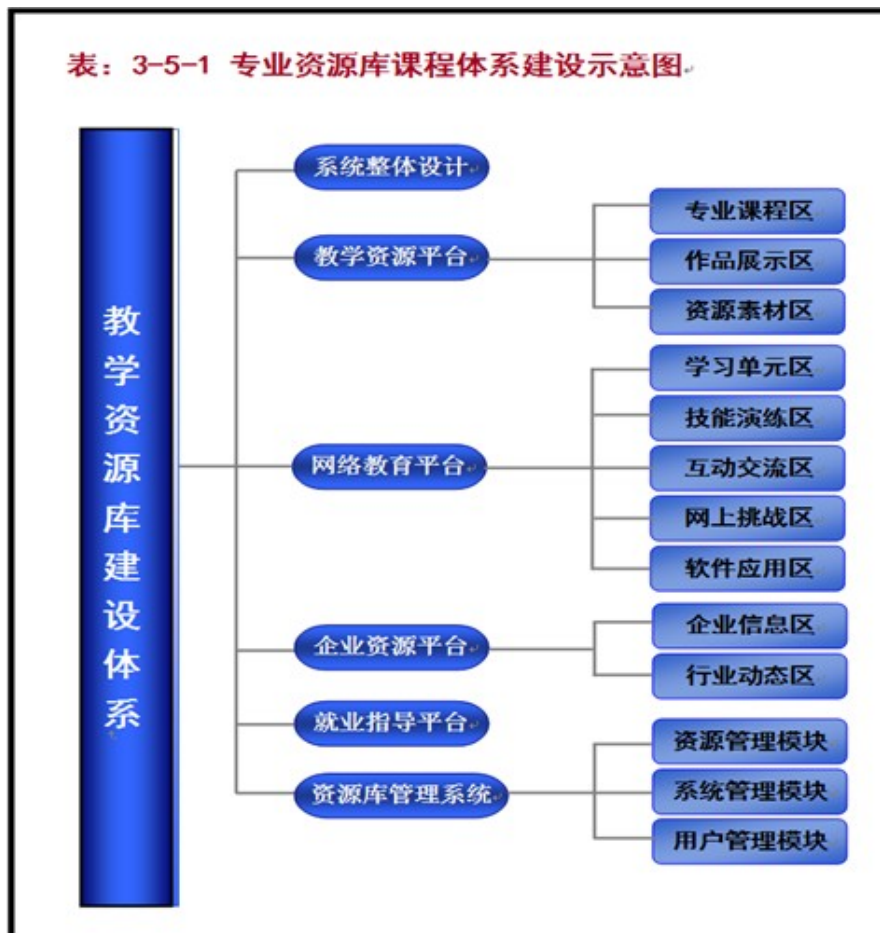 表：3-5-1 专业资源库课程体系建设示意图
教学资源库建设体系
系统整体设计
教学资源平台
专业课程区
作品展示区
资源素材区
网络教育平台
学习单元区
技能演练区
互动交流区
网上挑战区
软件应用区
企业资源平台
企业信息区
行业动态区
就业指导平台
资源库管理系统
资源管理模块
系统管理模块
用户管理模块